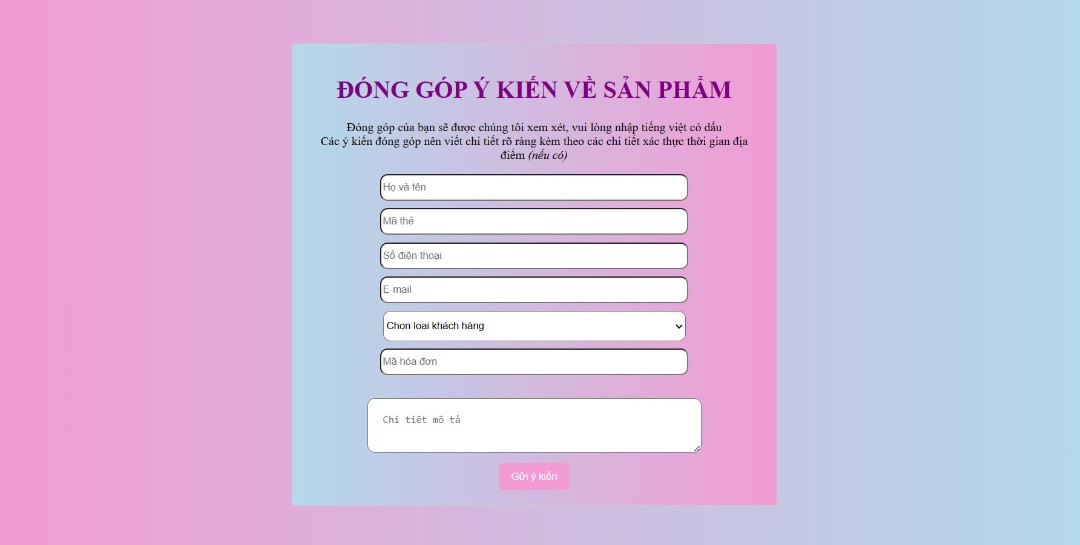 ĐÓNG GÓP Ý KIẾN VỀ SẢN PHẨM
Đóng góp của bạn sẽ được chúng tôi xem xét, vui lòng nhập tiếng việt có dấu
Các ý kiến đóng góp nên viết chi tiết rõ ràng kèm theo các chi tiết xác thực thời gian địa
điểm (nếu có)
Họ và tên
Mã thẻ
Số điện thoại
E-mail
Chọn loại khách hàng
Mã hóa đơn
Chi tiết mô tả
Gửi ý kiến